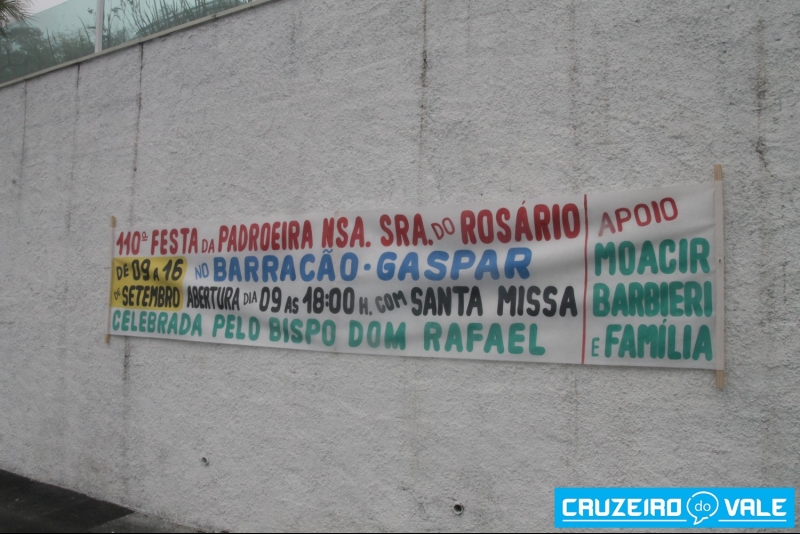 110ª FESTA DA PADROEIRA NSA. SRA. DO ROSÁRIO
DE 09 A 16 NO BARRACÃO - GASPAR
DE SETEMBRO ABERTURA DIA 09 AS 18:00 H. COM SANTA MISSA
CELEBRADA PELO BISPO DOM RAFAEL
APOIO
MOACIR
BARBIERI
E FAMÍLIA
CRUZEIRO do VALE